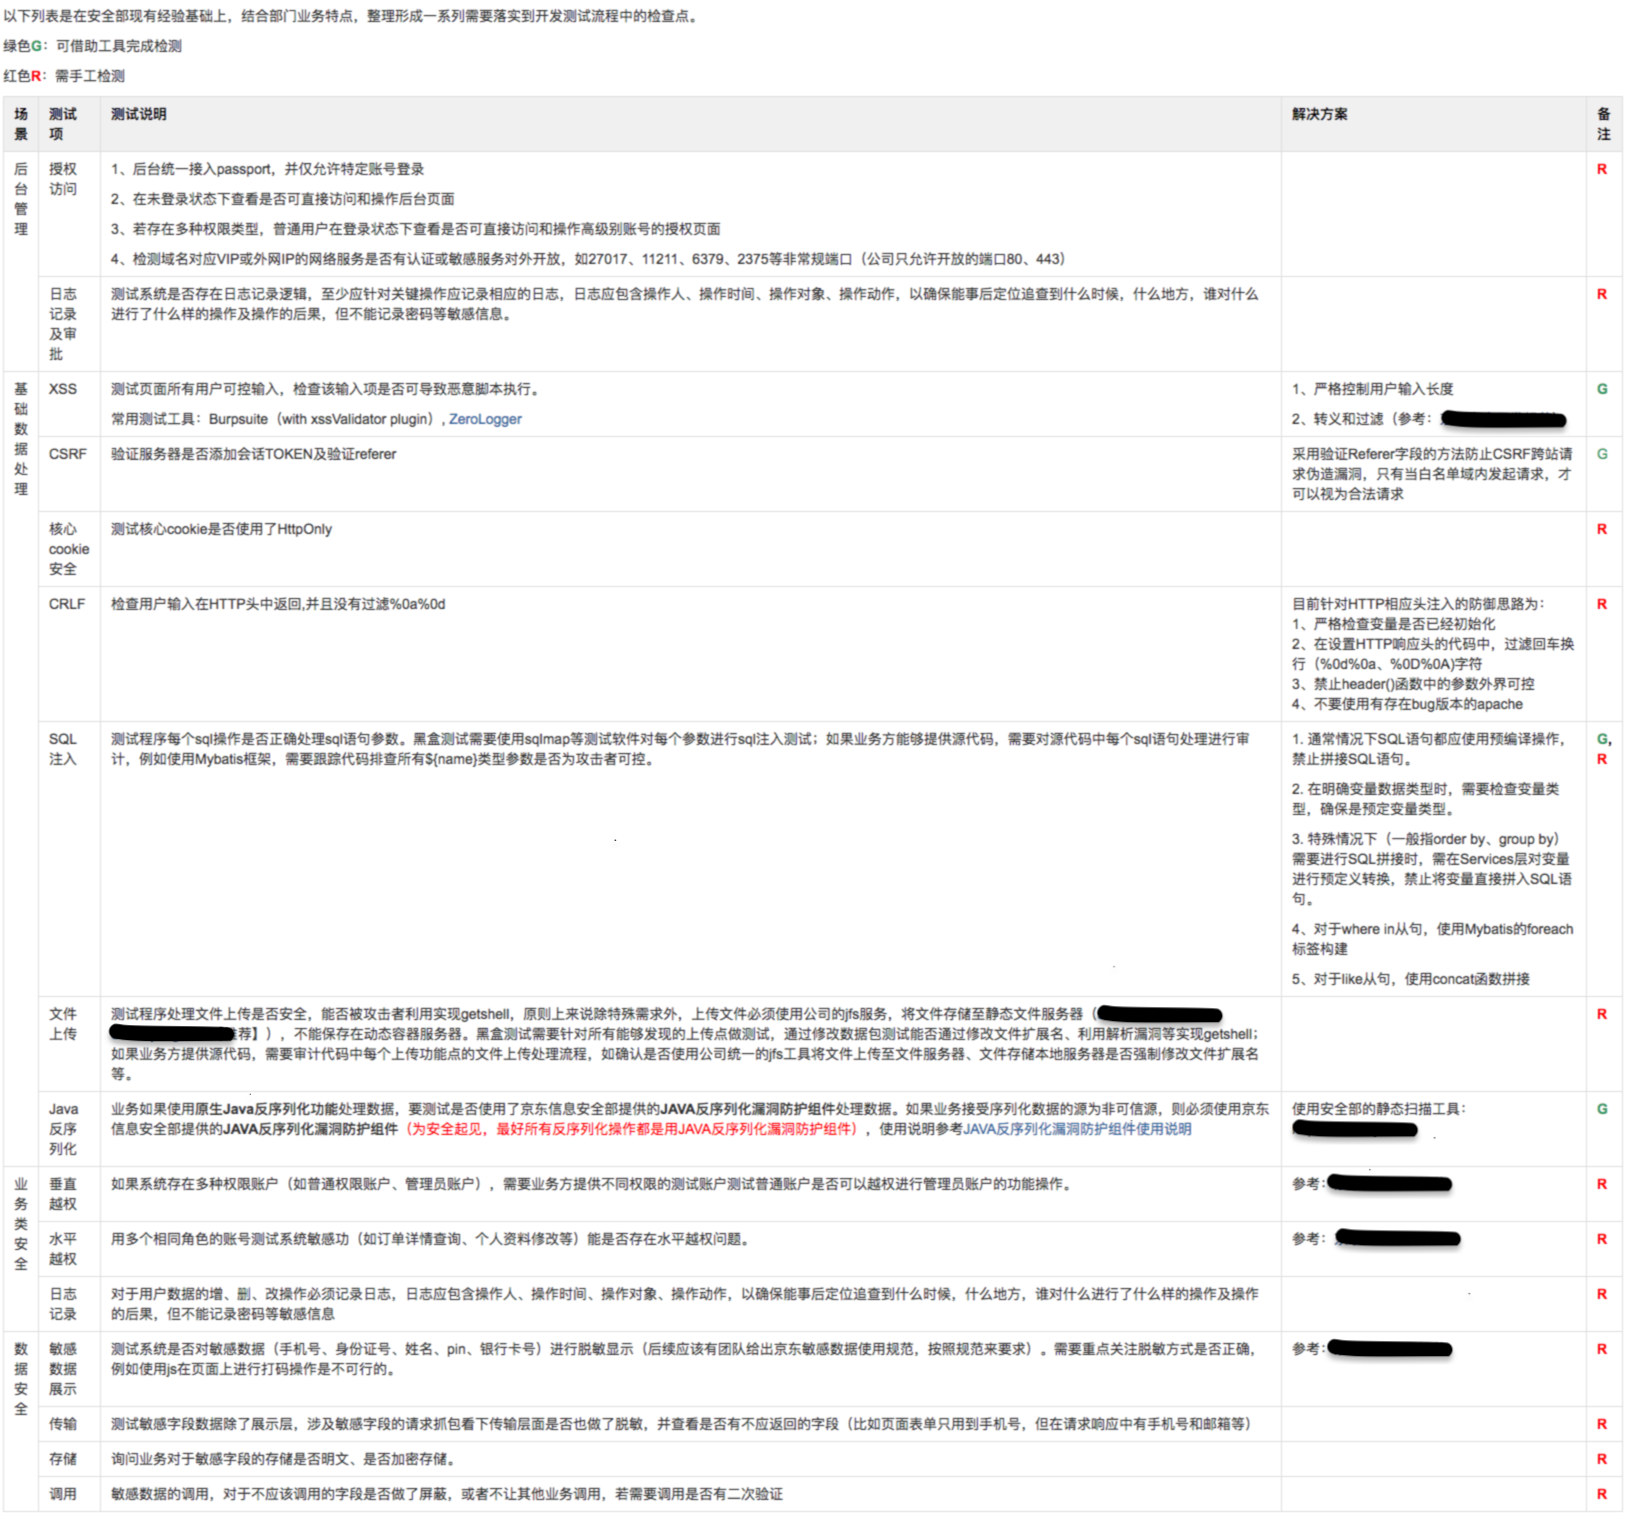 以下列表是在安全部现有经验基础上，结合部门业务特点，整理形成一系列需要落实到开发测试流程中的检查点。
绿色G：可借助工具完成检测
红色R：需手工检测
场景 测试项 测试说明 解决方案 备注
后台管理
授权访问
1、后台统一接入passport，并仅允许特定账号登录
2、在未登录状态下查看是否可直接访问和操作后台页面
3、若存在多种权限类型，普通用户在登录状态下查看是否可直接访问和操作高级别账号的授权页面
4、检测域名对应VIP或外网IP的网络服务是否有认证或敏感服务对外开放，如27017、11211、6379、2375等非常规端口（公司只允许开放的端口80、443）
R
日志记录及审批
测试系统是否存在日志记录逻辑，至少应针对关键操作应记录相应的日志，日志应包含操作人、操作时间、操作对象、操作动作，以确保能事后定位追查到什么时候，什么地方，谁对什么
进行了什么样的操作及操作的后果，但不能记录密码等敏感信息。
R
基础数据处理
XSS
测试页面所有用户可控输入，检查该输入项是否可导致恶意脚本执行。
常用测试工具：Burpsuite（with xssValidator plugin）, ZeroLogger
1、严格控制用户输入长度
2、转义和过滤（参考：
G
CSRF
验证服务器是否添加会话TOKEN及验证referer
采用验证Referer字段的方法防止CSRF跨站请
求伪造漏洞，只有当白名单域内发起请求，才
可以视为合法请求
G
核心cookie安全
测试核心cookie是否使用了HttpOnly
R
CRLF
检查用户输入在HTTP头中返回,并且没有过滤%0a%0d
目前针对HTTP相应头注入的防御思路为：
1、严格检查变量是否已经初始化
2、在设置HTTP响应头的代码中，过滤回车换
行（%0d%0a、%0D%0A)字符
3、禁止header()函数中的参数外界可控
4、不要使用有存在bug版本的apache
R
SQL注入
测试程序每个sql操作是否正确处理sql语句参数。黑盒测试需要使用sqlmap等测试软件对每个参数进行sql注入测试；如果业务方能够提供源代码，需要对源代码中每个sql语句处理进行审
计，例如使用Mybatis框架，需要跟踪代码排查所有${name}类型参数是否为攻击者可控。
1. 通常情况下SQL语句都应使用预编译操作，
禁止拼接SQL语句。
2. 在明确变量数据类型时，需要检查变量类
型，确保是预定变量类型。
3. 特殊情况下（一般指order by、group by）
需要进行SQL拼接时，需在Services层对变量
进行预定义转换，禁止将变量直接拼入SQL语
句。
4、对于where in从句，使用Mybatis的foreach
标签构建
5、对于like从句，使用concat函数拼接
G,
R
文件上传
测试程序处理文件上传是否安全，能否被攻击者利用实现getshell，原则上来说除特殊需求外，上传文件必须使用公司的jfs服务，将文件存储至静态文件服务器（
荐】），不能保存在动态容器服务器。黑盒测试需要针对所有能够发现的上传点做测试，通过修改数据包测试能否通过修改文件扩展名、利用解析漏洞等实现getshell；
如果业务方提供源代码，需要审计代码中每个上传功能点的文件上传处理流程，如确认是否使用公司统一的jfs工具将文件上传至文件服务器、文件存储本地服务器是否强制修改文件扩展名
等。
R
Java反序列化
业务如果使用原生Java反序列化功能处理数据，要测试是否使用了京东信息安全部提供的JAVA反序列化漏洞防护组件处理数据。如果业务接受序列化数据的源为非可信源，则必须使用京东
信息安全部提供的JAVA反序列化漏洞防护组件（为安全起见，最好所有反序列化操作都是用JAVA反序列化漏洞防护组件），使用说明参考JAVA反序列化漏洞防护组件使用说明
使用安全部的静态扫描工具：
G
业务类安全
垂直越权
如果系统存在多种权限账户（如普通权限账户、管理员账户），需要业务方提供不同权限的测试账户测试普通账户是否可以越权进行管理员账户的功能操作。
参考:
R
水平越权
用多个相同角色的账号测试系统敏感功（如订单详情查询、个人资料修改等）能是否存在水平越权问题。
参考：
R
日志记录
对于用户数据的增、删、改操作必须记录日志，日志应包含操作人、操作时间、操作对象、操作动作，以确保能事后定位追查到什么时候，什么地方，谁对什么进行了什么样的操作及操作
的后果，但不能记录密码等敏感信息
R
数据安全
敏感数据展示
测试系统是否对敏感数据（手机号、身份证号、姓名、pin、银行卡号）进行脱敏显示（后续应该有团队给出京东敏感数据使用规范，按照规范来要求）。需要重点关注脱敏方式是否正确，
例如使用js在页面上进行打码操作是不可行的。
参考:
R
传输
测试敏感字段数据除了展示层，涉及敏感字段的请求抓包看下传输层面是否也做了脱敏，并查看是否有不应返回的字段（比如页面表单只用到手机号，但在请求响应中有手机号和邮箱等）
R
存储
询问业务对于敏感字段的存储是否明文、是否加密存储。
R
调用
敏感数据的调用，对于不应该调用的字段是否做了屏蔽，或者不让其他业务调用，若需要调用是否有二次验证
R